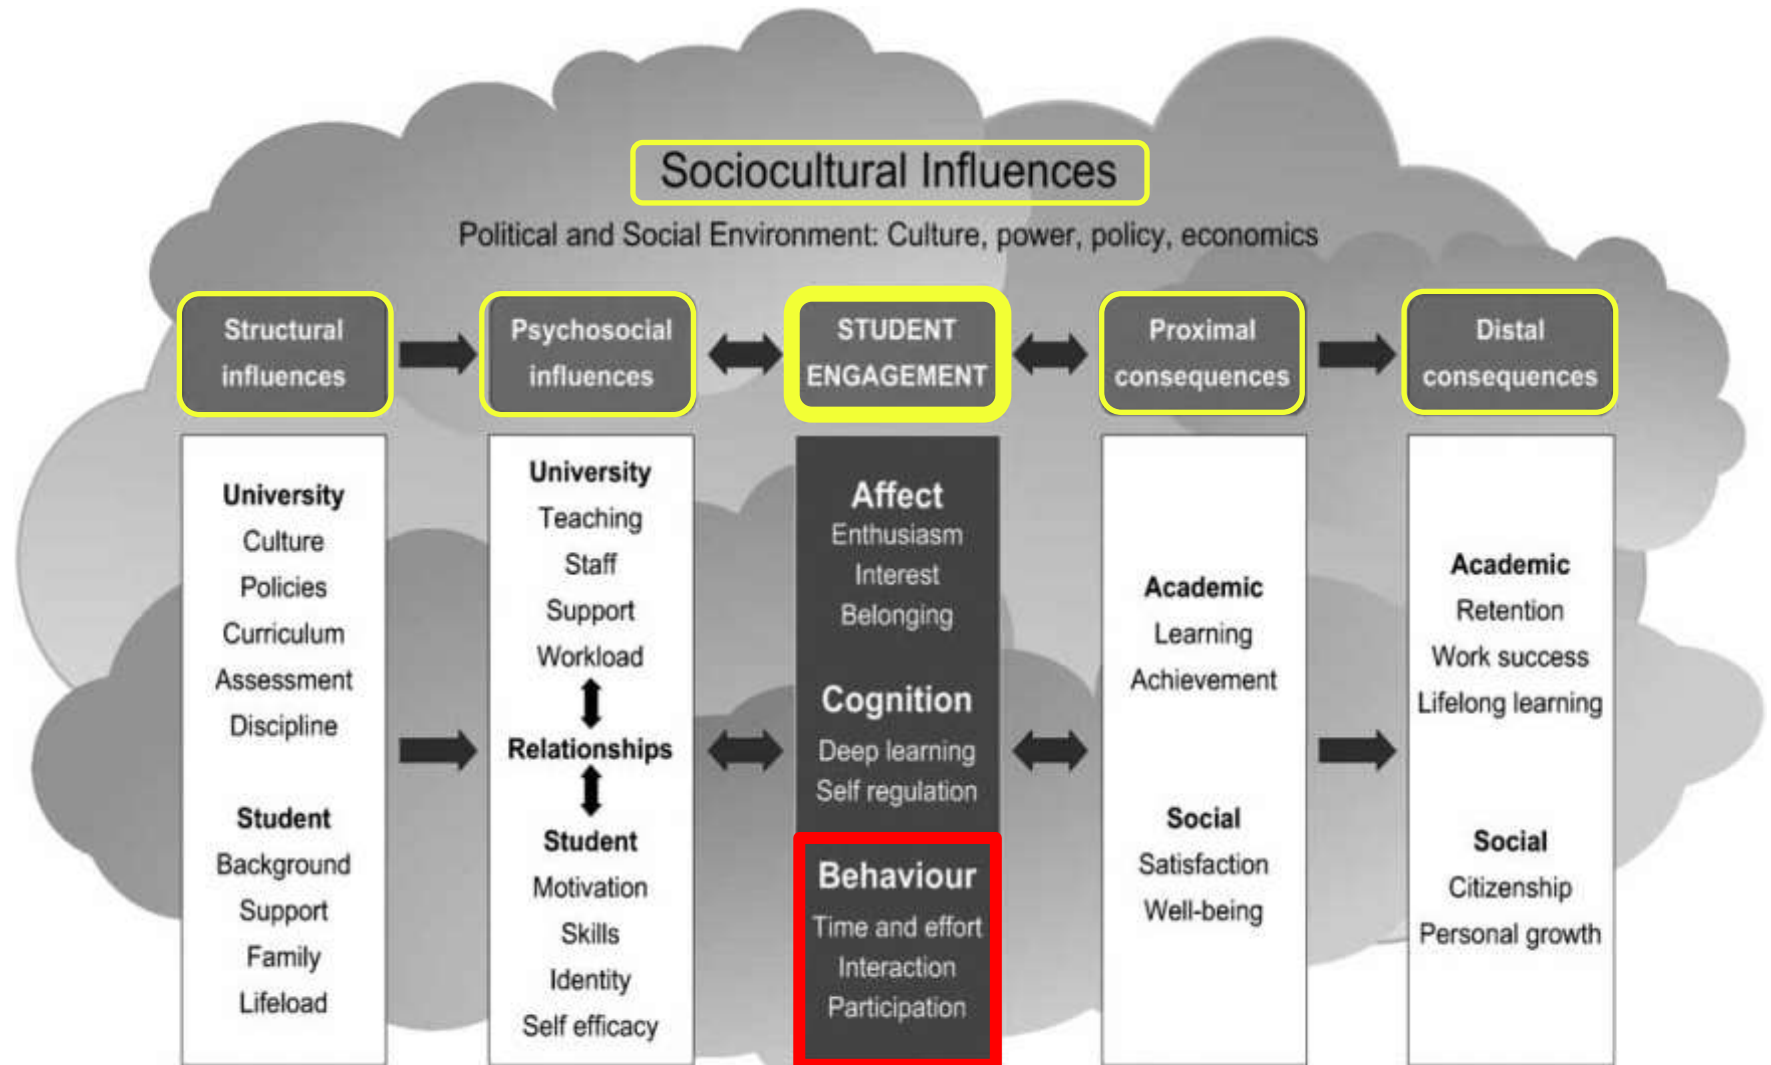 Sociocultural Influences
Political and Social Environment: Culture, power, policy, economics
Structural
influences
Psychosocial
influences
STUDENT
ENGAGEMENT
Proximal
consequences
Distal
consequences
University
Culture
Policies
Curriculum
Assessment
Discipline
Student
Background
Support
Family
Lifeload
University
Teaching
Staff
Support
Workload
Relationships
Student
Motivation
Skills
Identity
Self efficacy
Affect
Enthusiasm
Interest
Belonging
Cognition
Deep learning
Self regulation
Behaviour
Time and effort
Interaction
Participation
Academic
Learning
Achievement
Social
Satisfaction
Well-being
Academic
Retention
Work success
Lifelong learning
Social
Citizenship
Personal growth